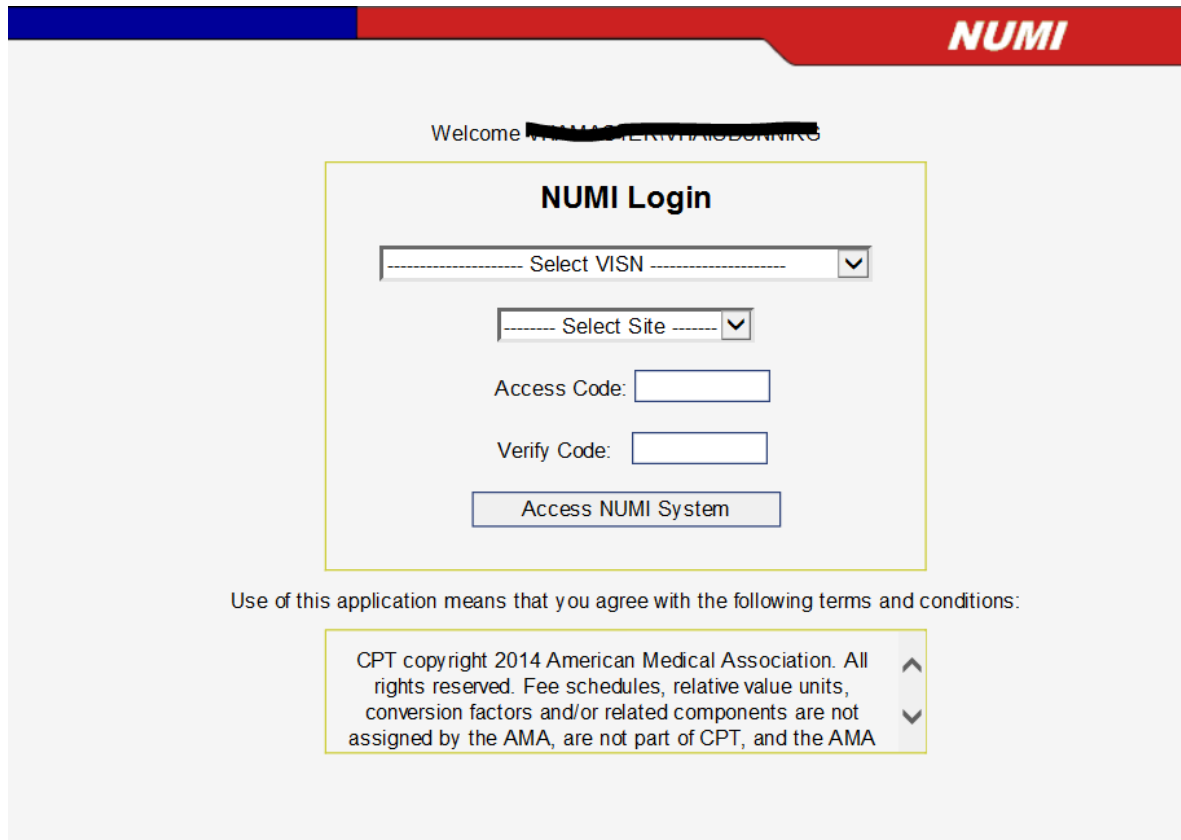 NUMI
Welcome
NUMI Login
--------------------- Select VISN ---------------------
-------- Select Site -------
Access Code:
Verify Code:
Access NUMI System
Use of this application means that you agree with the following terms and conditions:
CPT copyright 2014 American Medical Association. All
rights reserved. Fee schedules, relative value units,
conversion factors and/or related components are not
assigned by the AMA, are not part of CPT, and the AMA